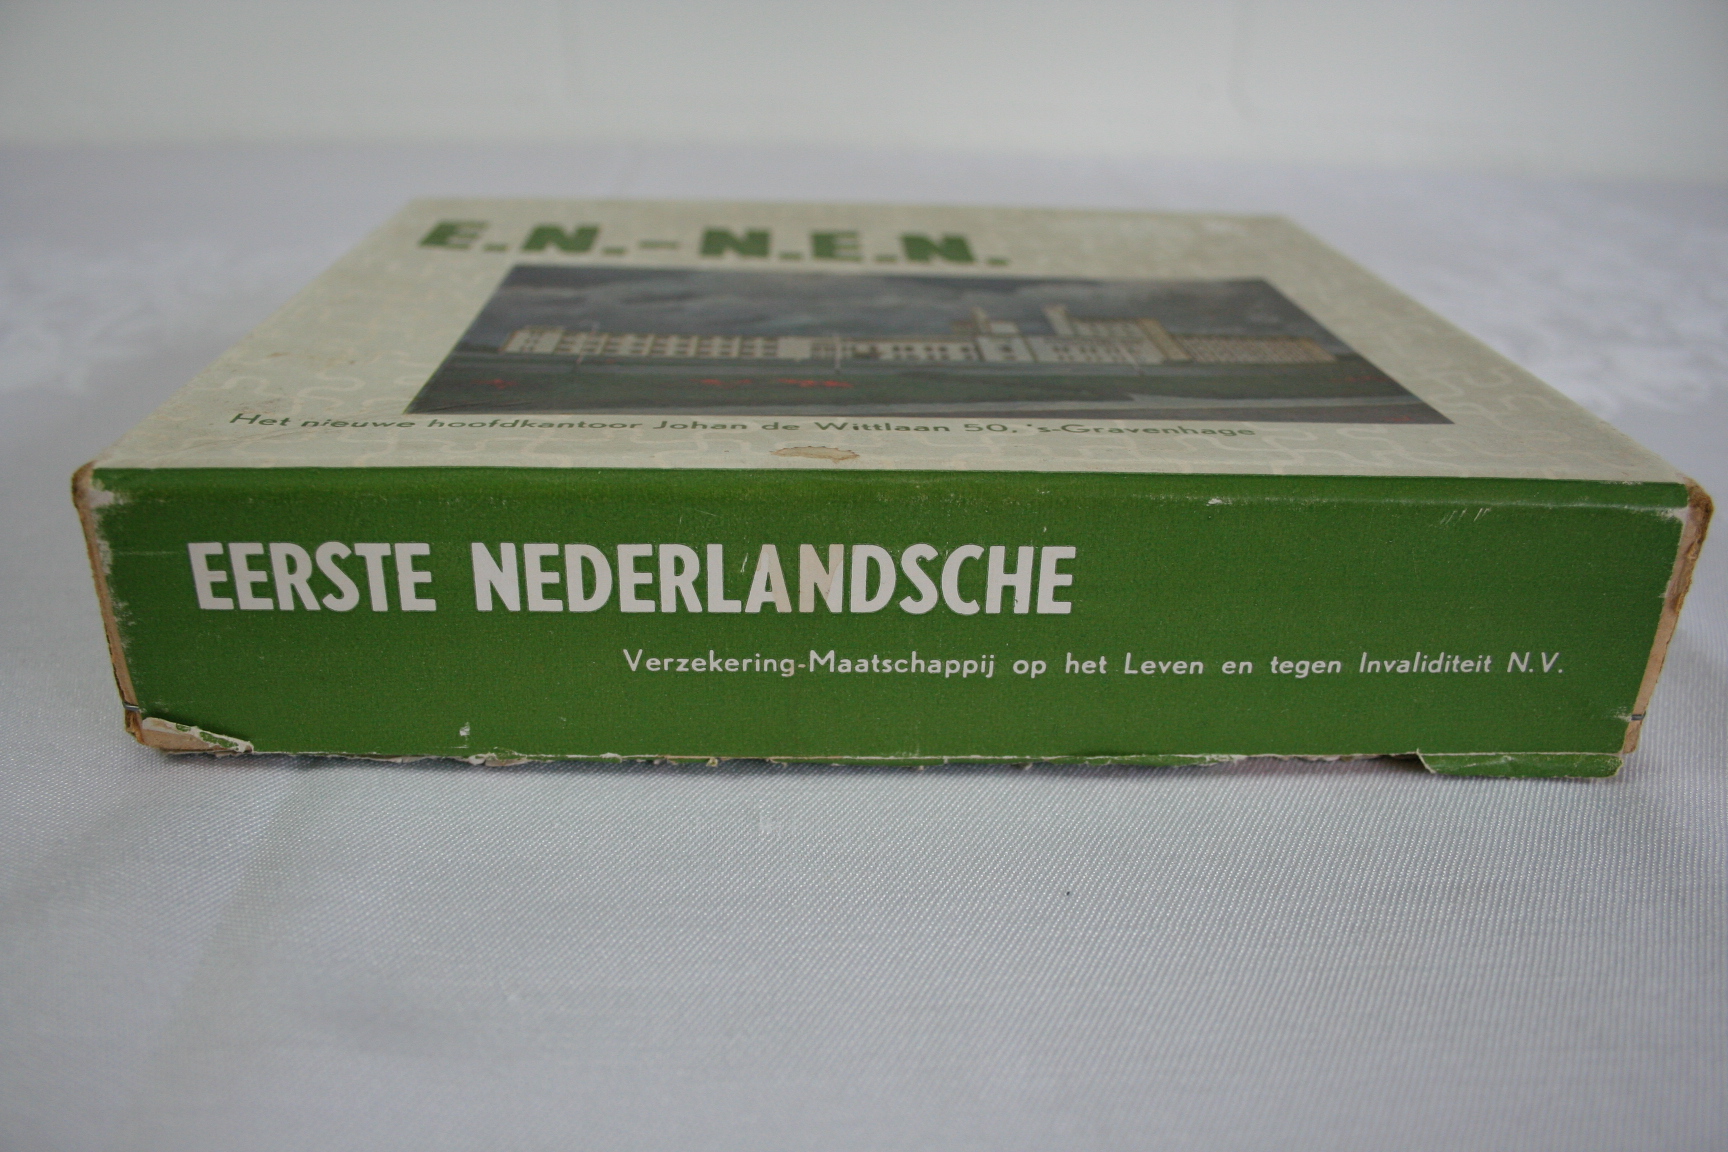 E.N.-N.E.N.
Het nieuwe hoofdkantoor Johan de Wittlaan 50, 's-Gravenhage
EERSTE NEDERLANDSCHE
Verzekering-Maatschappij op het Leven en tegen Invaliditeit N.V.